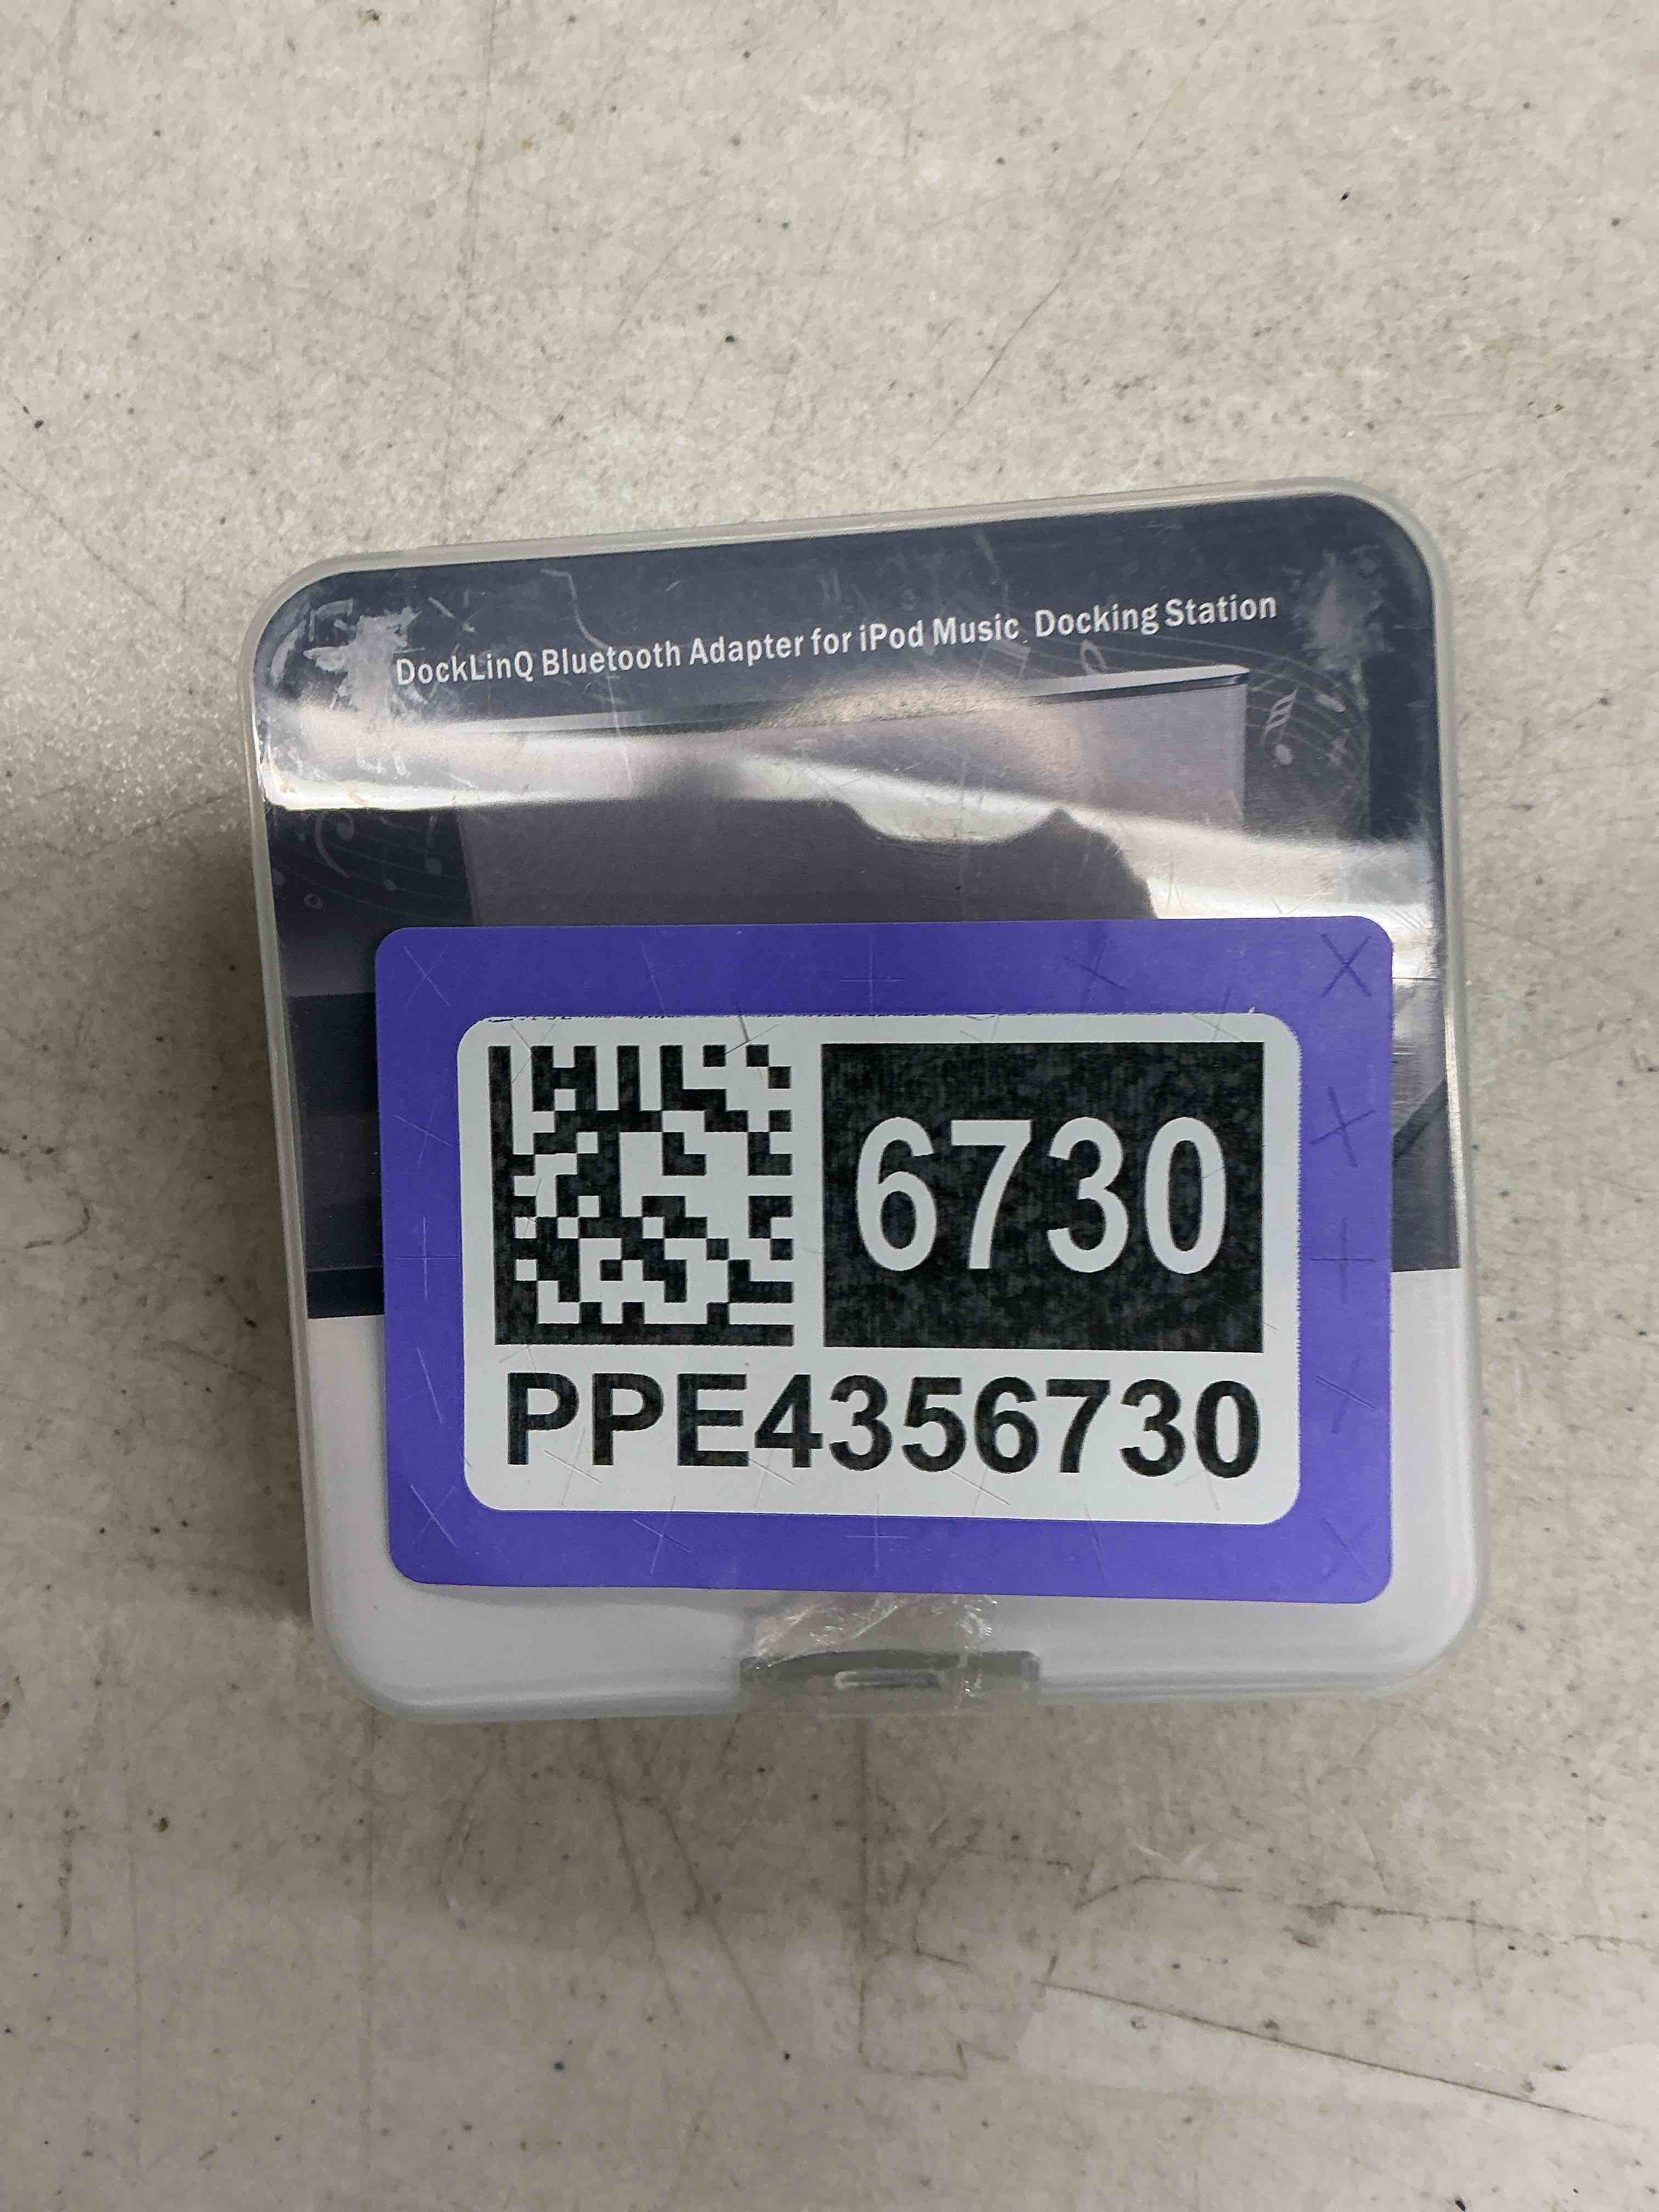 DockLinQ Bluetooth Adapter for iPod Music Docking Station
6730
PPE4356730